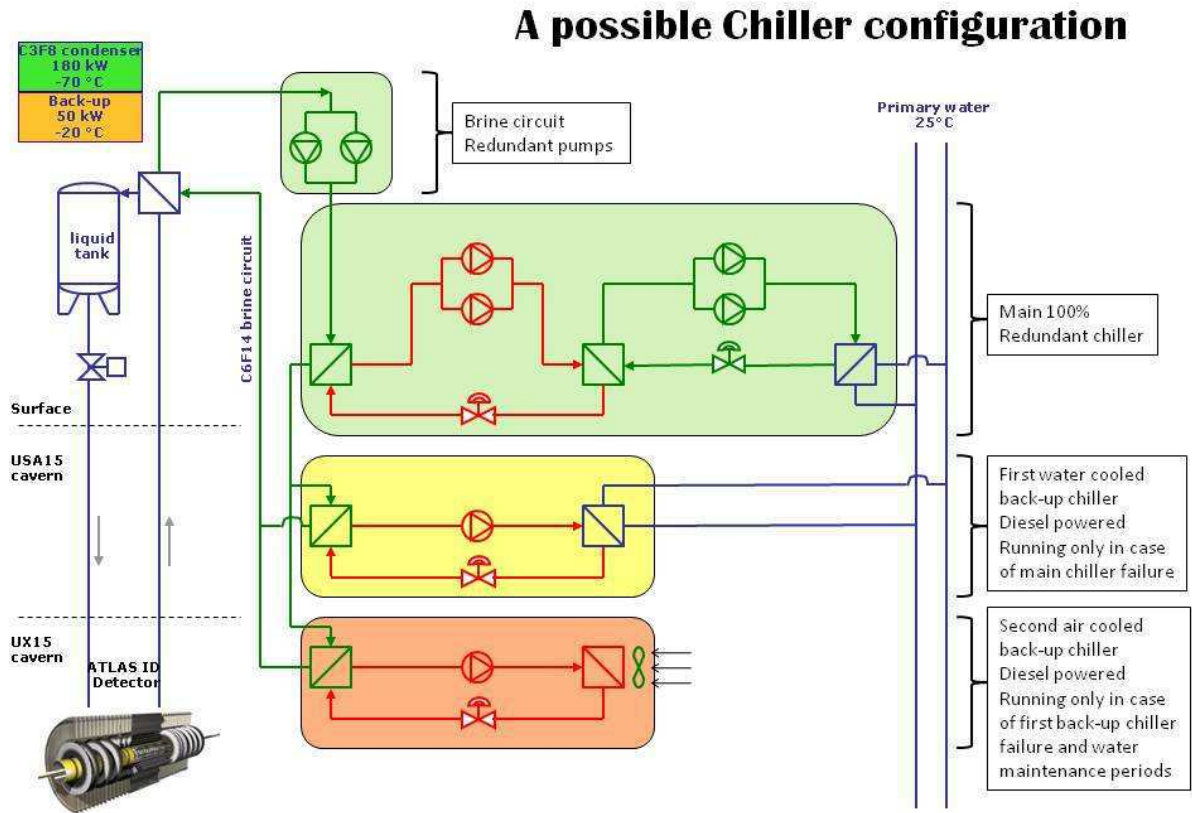 A possible Chiller configuration
C3F8 condenser
180 kW
-70 °C
Back-up
50 kW
-20 °C
Brine circuit
Redundant pumps
Primary water
25°C
liquid
tank
C6F14 brine circuit
Main 100%
Redundant chiller
Surface
USA15
cavern
First water cooled
back-up chiller
Diesel powered
Running only in case
of main chiller failure
UX15
cavern
ATLAS ID
Detector
Second air cooled
back-up chiller
Diesel powered
Running only in case
of first back-up chiller
failure and water
maintenance periods